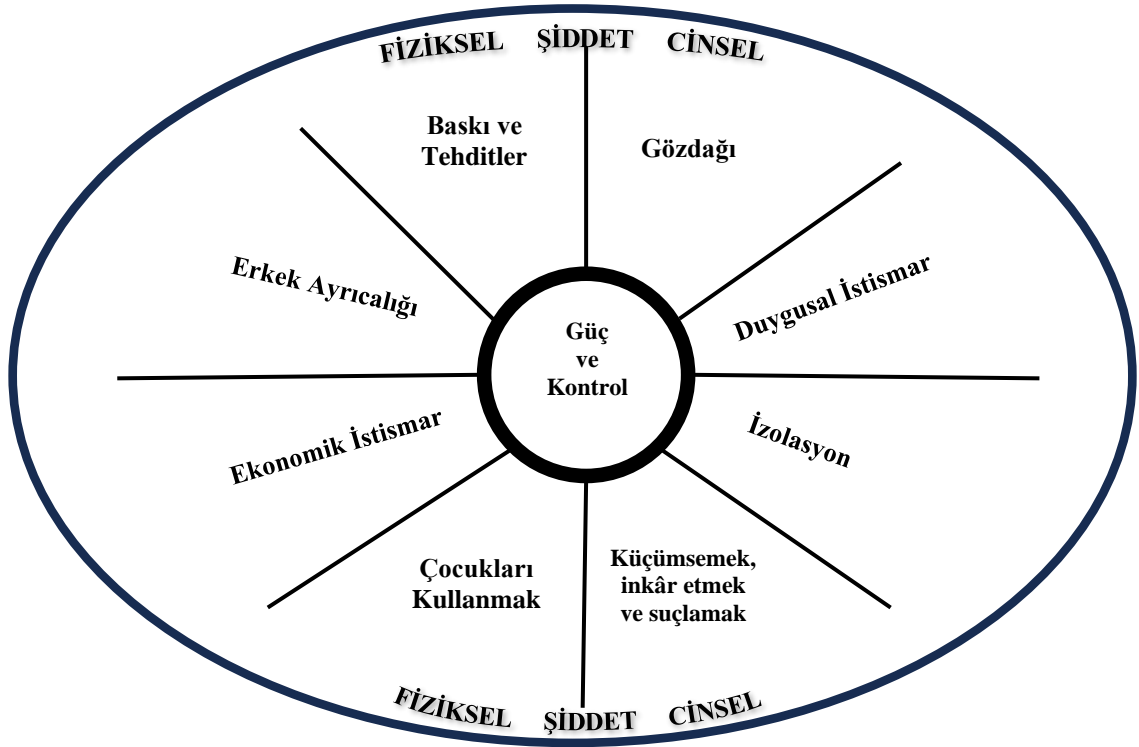 FİZİKSEL ŞİDDET CİNSEL
Baskı ve
Tehditler
Gözdağı
Erkek Ayrıcalığı
Duygusal İstismar
Güç
ve
Kontrol
Ekonomik İstismar
İzolasyon
Çocukları
Kullanmak
Küçümsemek,
inkâr etmek
ve suçlamak
FİZİKSEL ŞİDDET CİNSEL